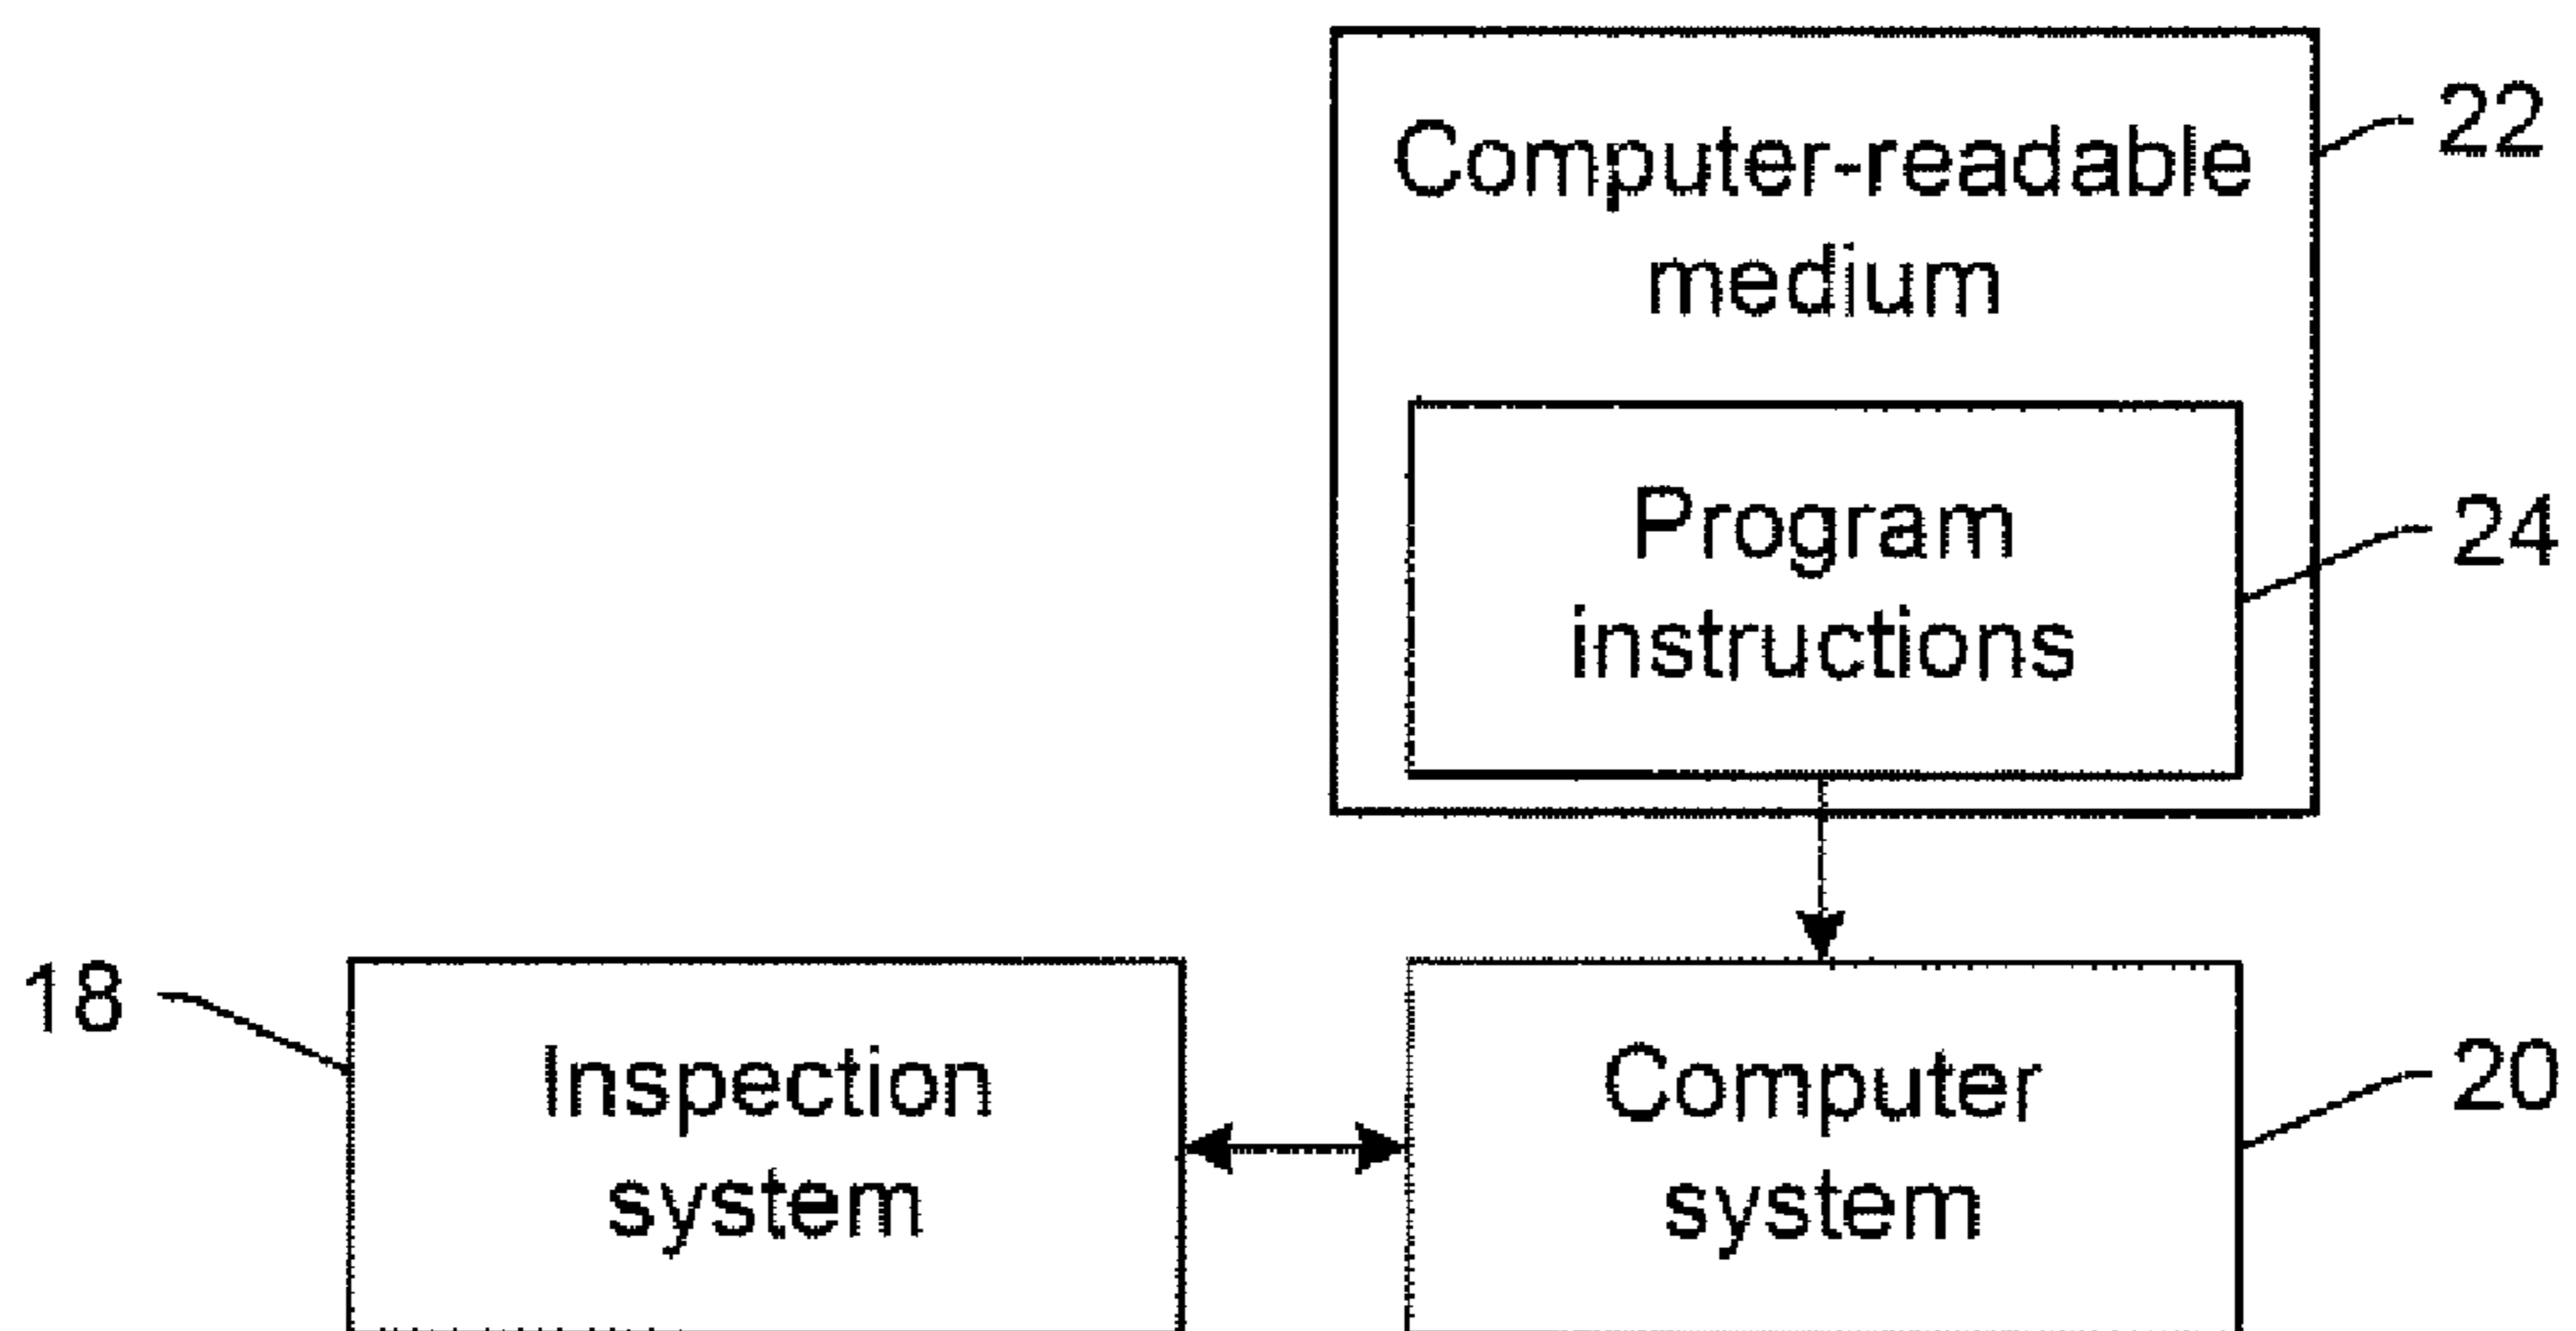 Computer-readable
medium
22
Program
instructions
24
18
Inspection
system
Computer
system
20